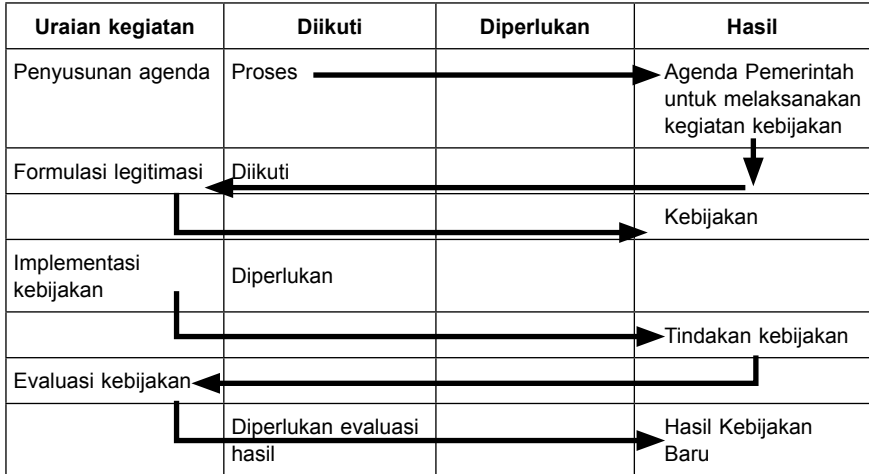 Uraian kegiatan
Diikuti
Diperlukan
Hasil
Penyusunan agenda
Proses
Agenda Pemerintah
untuk melaksanakan
kegiatan kebijakan
Formulasi legitimasi
Diikuti
Kebijakan
Implementasi
kebijakan
Diperlukan
Tindakan kebijakan
Evaluasi kebijakan
Diperlukan evaluasi
hasil
Hasil Kebijakan
Baru